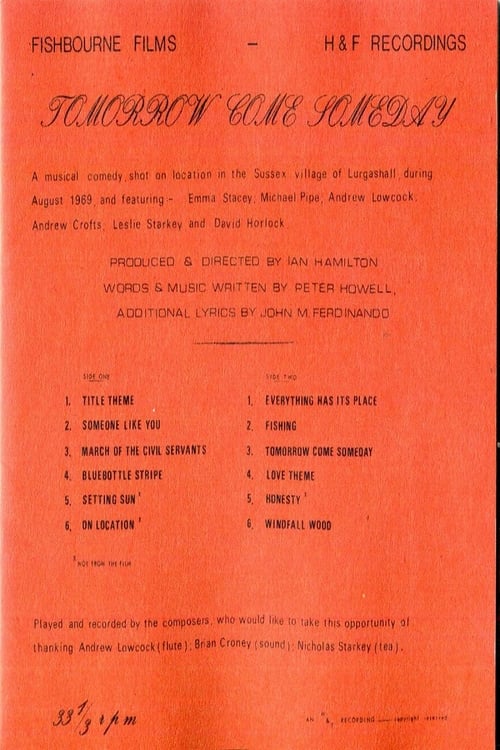 FISHBOURNE FILMS — H & F RECORDINGS
TOMORROW COME SOMEDAY
A musical comedy shot on location in the Sussex village of Lurgashall during
August 1969, and featuring - Emma Stacey; Michael Pipe; Andrew Lowcock;
Andrew Crofts; Leslie Starkey and David Horlock
PRODUCED & DIRECTED BY IAN HAMILTON
WORDS & MUSIC WRITTEN BY PETER HOWELL,
ADDITIONAL LYRICS BY JOHN M. FERDINANDO
SIDE ONE
1. TITLE THEME
2. SOMEONE LIKE YOU
3. MARCH OF THE CIVIL SERVANTS
4. BLUEBOTTLE STRIPE
5. SETTING SUN ¹
6. ON LOCATION ¹
SIDE TWO
1. EVERYTHING HAS ITS PLACE
2. FISHING
3. TOMORROW COME SOMEDAY
4. LOVE THEME
5. HONESTY ¹
6. WINDFALL WOOD
¹ NOT FROM THE FILM
Played and recorded by the composers, who would like to take this opportunity of
thanking Andrew Lowcock (flute); Brian Croney (sound); Nicholas Starkey (tea).
33 1/3 rpm
AN H & F RECORDING — copyright reserved